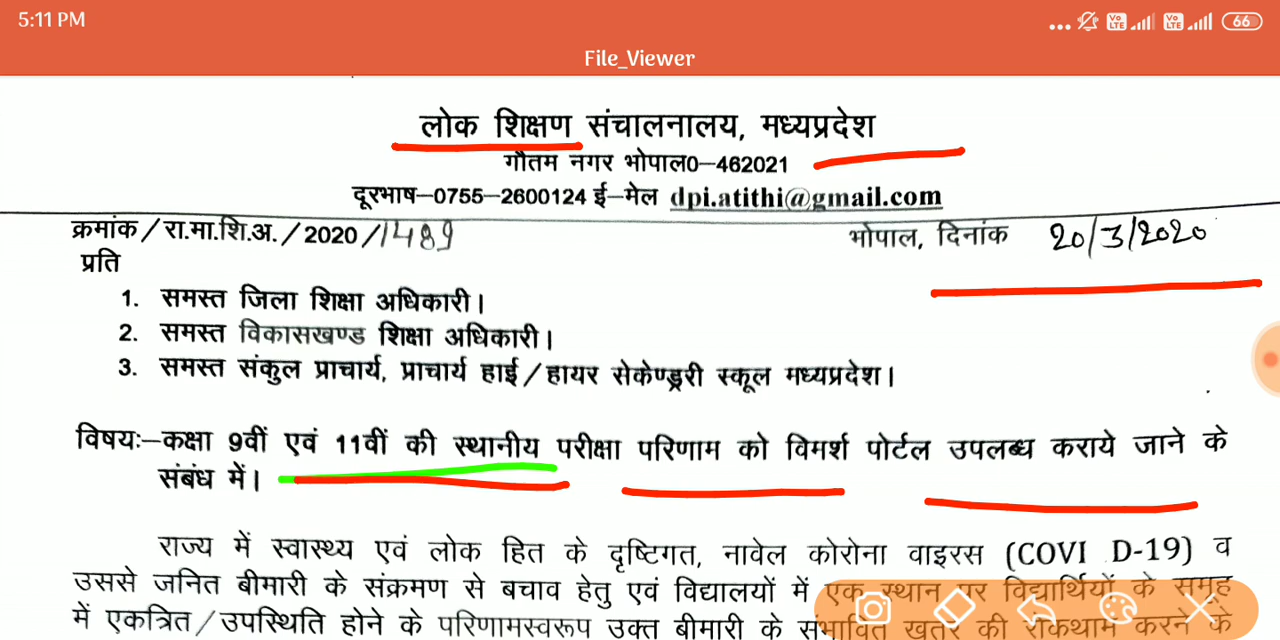 5:11 PM
66
File_Viewer
लोक शिक्षण संचालनालय, मध्यप्रदेश
गौतम नगर भोपाल0–462021
दूरभाष–0755–2600124 ई–मेल dpi.atithi@gmail.com
क्रमांक/रा.मा.शि.अ./2020/1489 भोपाल, दिनांक 20/3/2020
प्रति
1. समस्त जिला शिक्षा अधिकारी।
2. समस्त विकासखण्ड शिक्षा अधिकारी।
3. समस्त संकुल प्राचार्य, प्राचार्य हाई/हायर सेकेण्ड्री स्कूल मध्यप्रदेश।
विषयः–कक्षा 9वीं एवं 11वीं की स्थानीय परीक्षा परिणाम को विमर्श पोर्टल उपलब्ध कराये जाने के
संबंध में।
राज्य में स्वास्थ्य एवं लोक हित के दृष्टिगत, नावेल कोरोना वाइरस (COVI D-19) व
उससे जनित बीमारी के संक्रमण से बचाव हेतु एवं विद्यालयों में एक स्थान पर विद्यार्थियों के समूह
में एकत्रित/उपस्थिति होने के परिणामस्वरूप उक्त बीमारी के संभावित खतरे की रोकथाम करने के